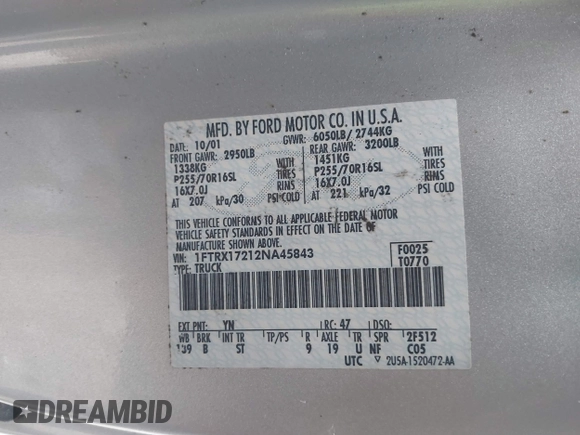 MFD. BY FORD MOTOR CO. IN U.S.A.
DATE: 10/01 GVWR: 6050LB/ 2744KG
FRONT GAWR: 2950LB REAR GAWR: 3200LB
1338KG WITH 1451KG WITH
P255/70R16SL TIRES P255/70R16SL TIRES
16X7.0J RIMS 16X7.0J RIMS
AT 207 kPa/30 PSI COLD AT 221 kPa/32 PSI COLD
THIS VEHICLE CONFORMS TO ALL APPLICABLE FEDERAL MOTOR
VEHICLE SAFETY STANDARDS IN EFFECT ON THE DATE OF
MANUFACTURE SHOWN ABOVE.
VIN: 1FTRX17212NA45843 F0025
TYPE: TRUCK T0770
EXT PNT: YN RC: 47 DSO:
WB BRK INT TR TP/PS R AXLE TR SPR 2F512
139 B ST 9 19 U NF C05
UTC 2U5A-1520472-AA
DREAMBID